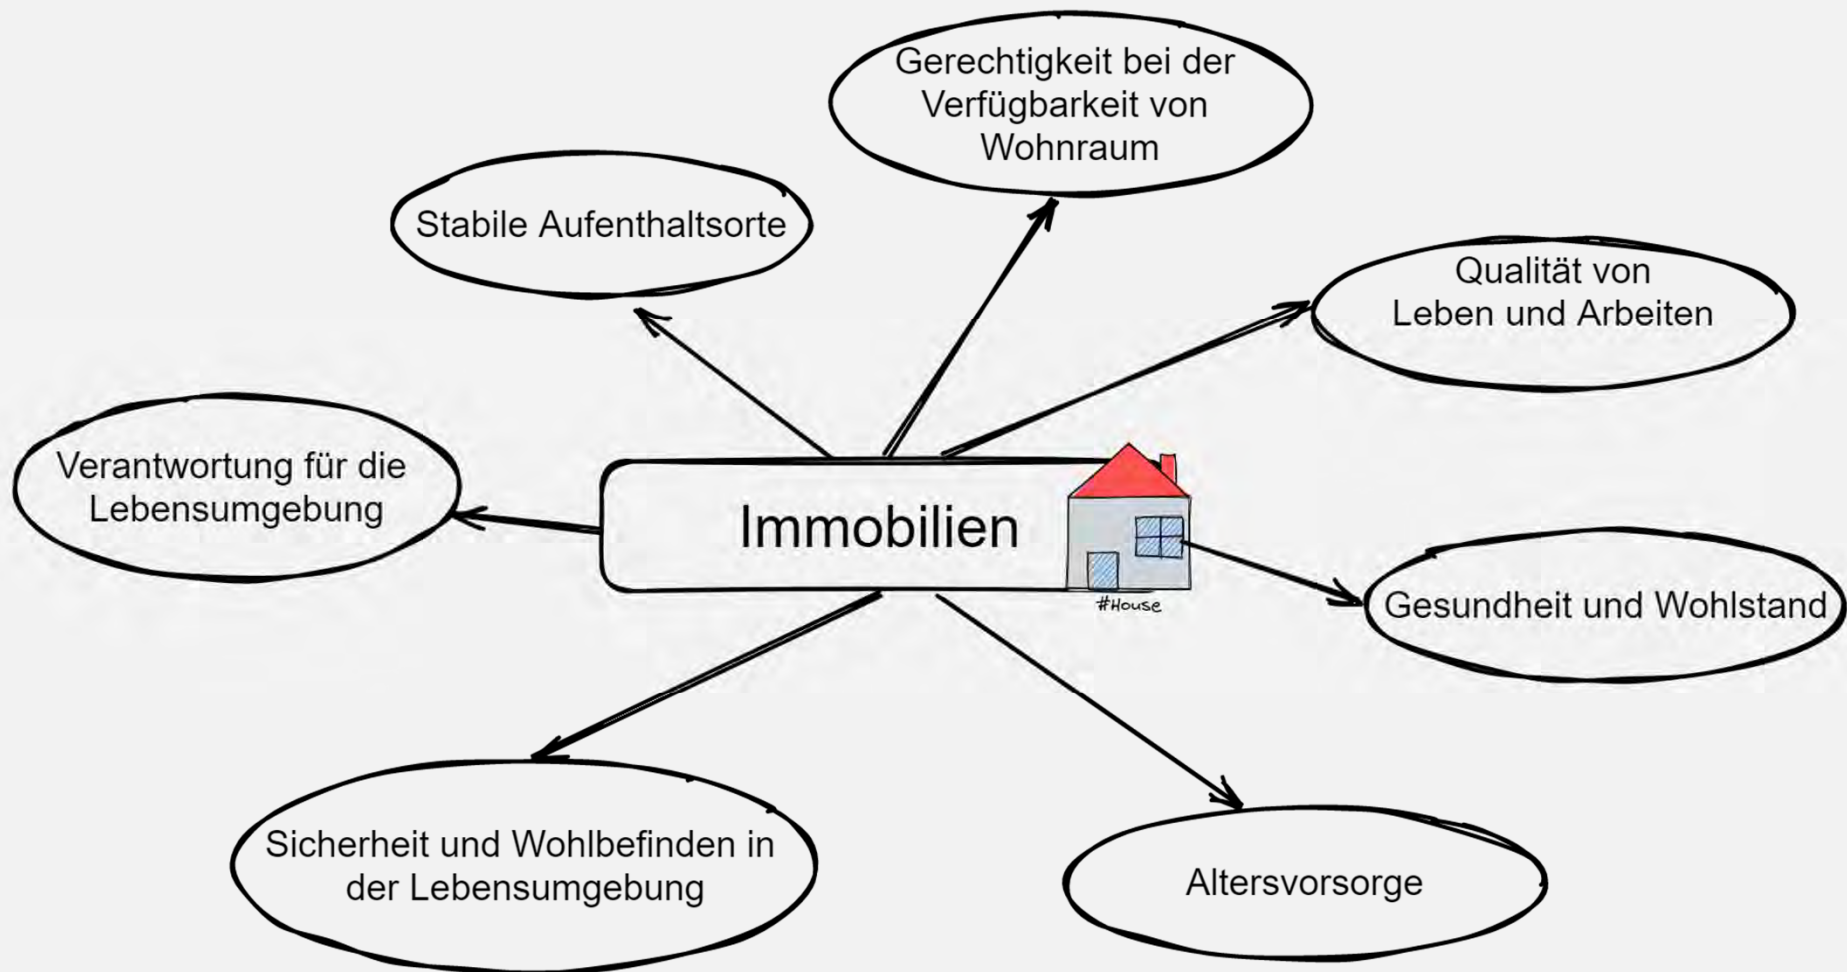 Gerechtigkeit bei der
Verfügbarkeit von
Wohnraum
Stabile Aufenthaltsorte
Qualität von
Leben und Arbeiten
Verantwortung für die
Lebensumgebung
Immobilien
#House
Gesundheit und Wohlstand
Sicherheit und Wohlbefinden in
der Lebensumgebung
Altersvorsorge